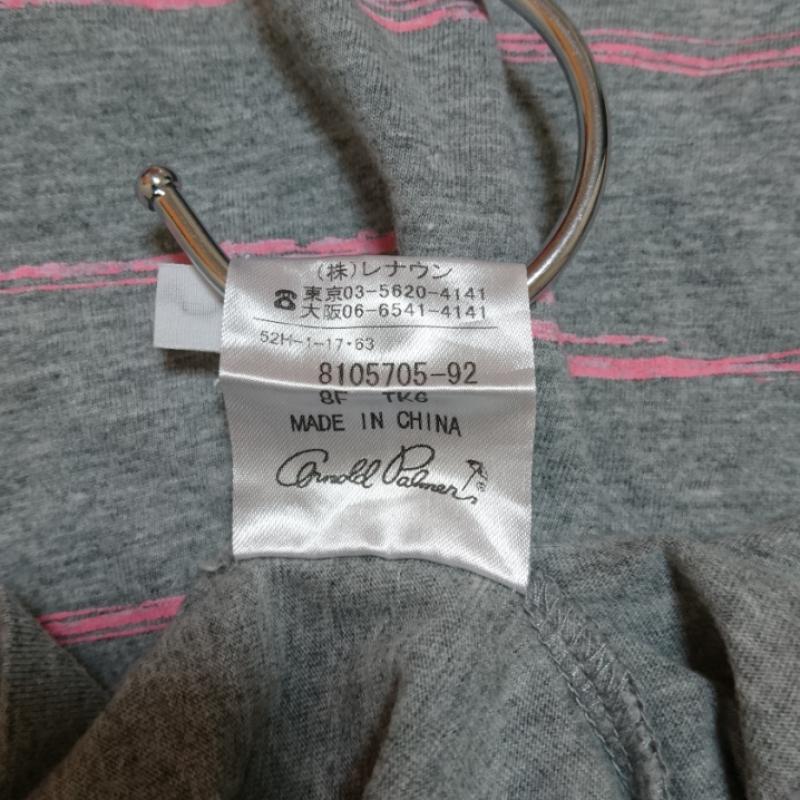 (株)レナウン
☎東京03-5620-4141
大阪06-6541-4141
52H-1-17・63
8105705-92
8F TKG
MADE IN CHINA
Arnold Palmer